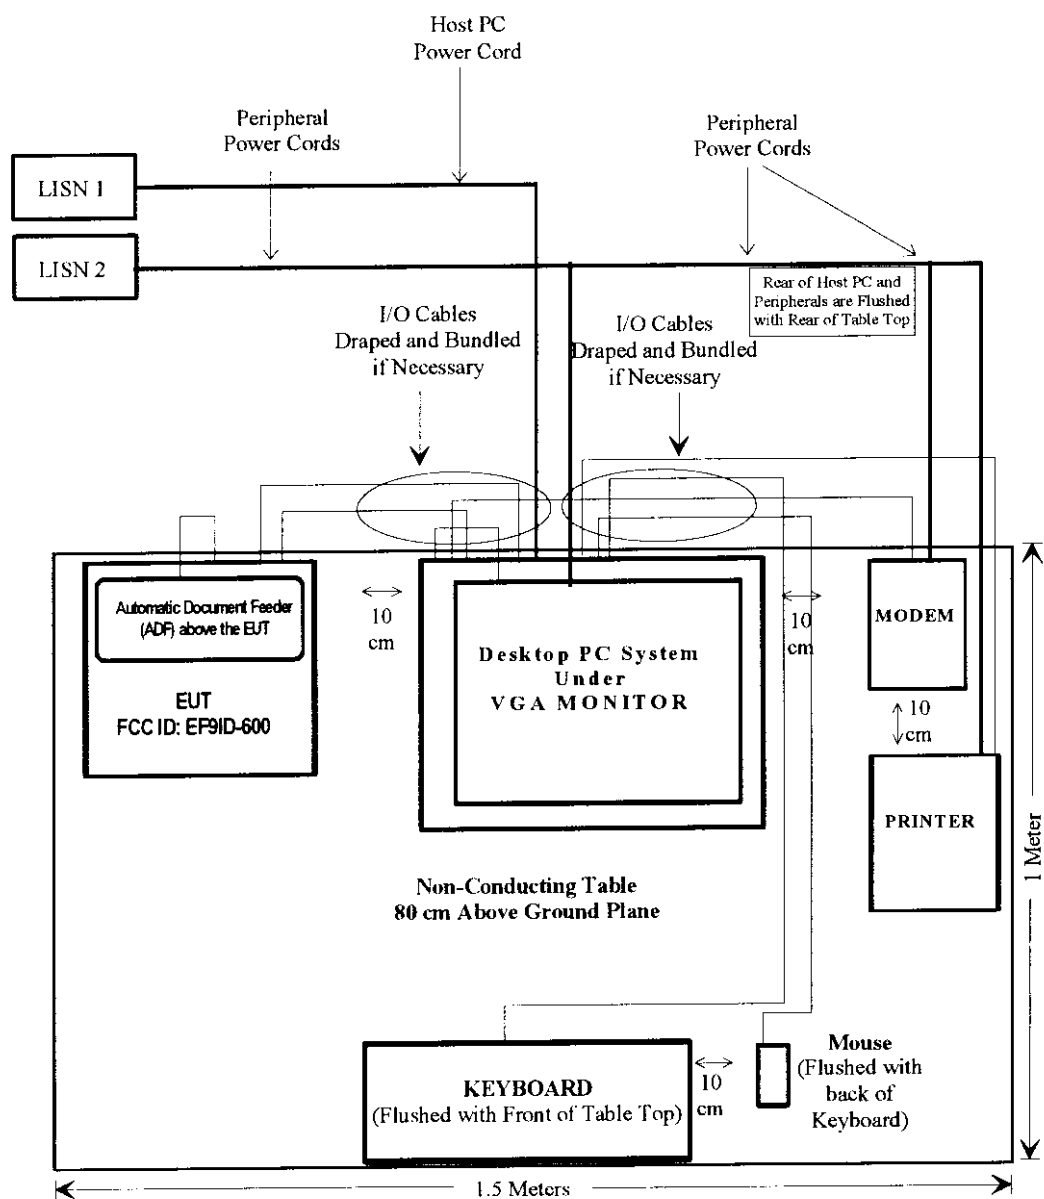 Host PC
Power Cord
Peripheral
Power Cords
Peripheral
Power Cords
LISN 1
LISN 2
Rear of Host PC and
Peripherals are Flushed
with Rear of Table Top
I/O Cables
Draped and Bundled
if Necessary
I/O Cables
Draped and Bundled
if Necessary
Automatic Document Feeder
(ADF) above the EUT
EUT
FCC ID: EF9ID-600
10
cm
Desktop PC System
Under
VGA MONITOR
10
cm
MODEM
10
cm
PRINTER
1 Meter
Non-Conducting Table
80 cm Above Ground Plane
KEYBOARD
(Flushed with Front of Table Top)
10
cm
Mouse
(Flushed with
back of
Keyboard)
1.5 Meters